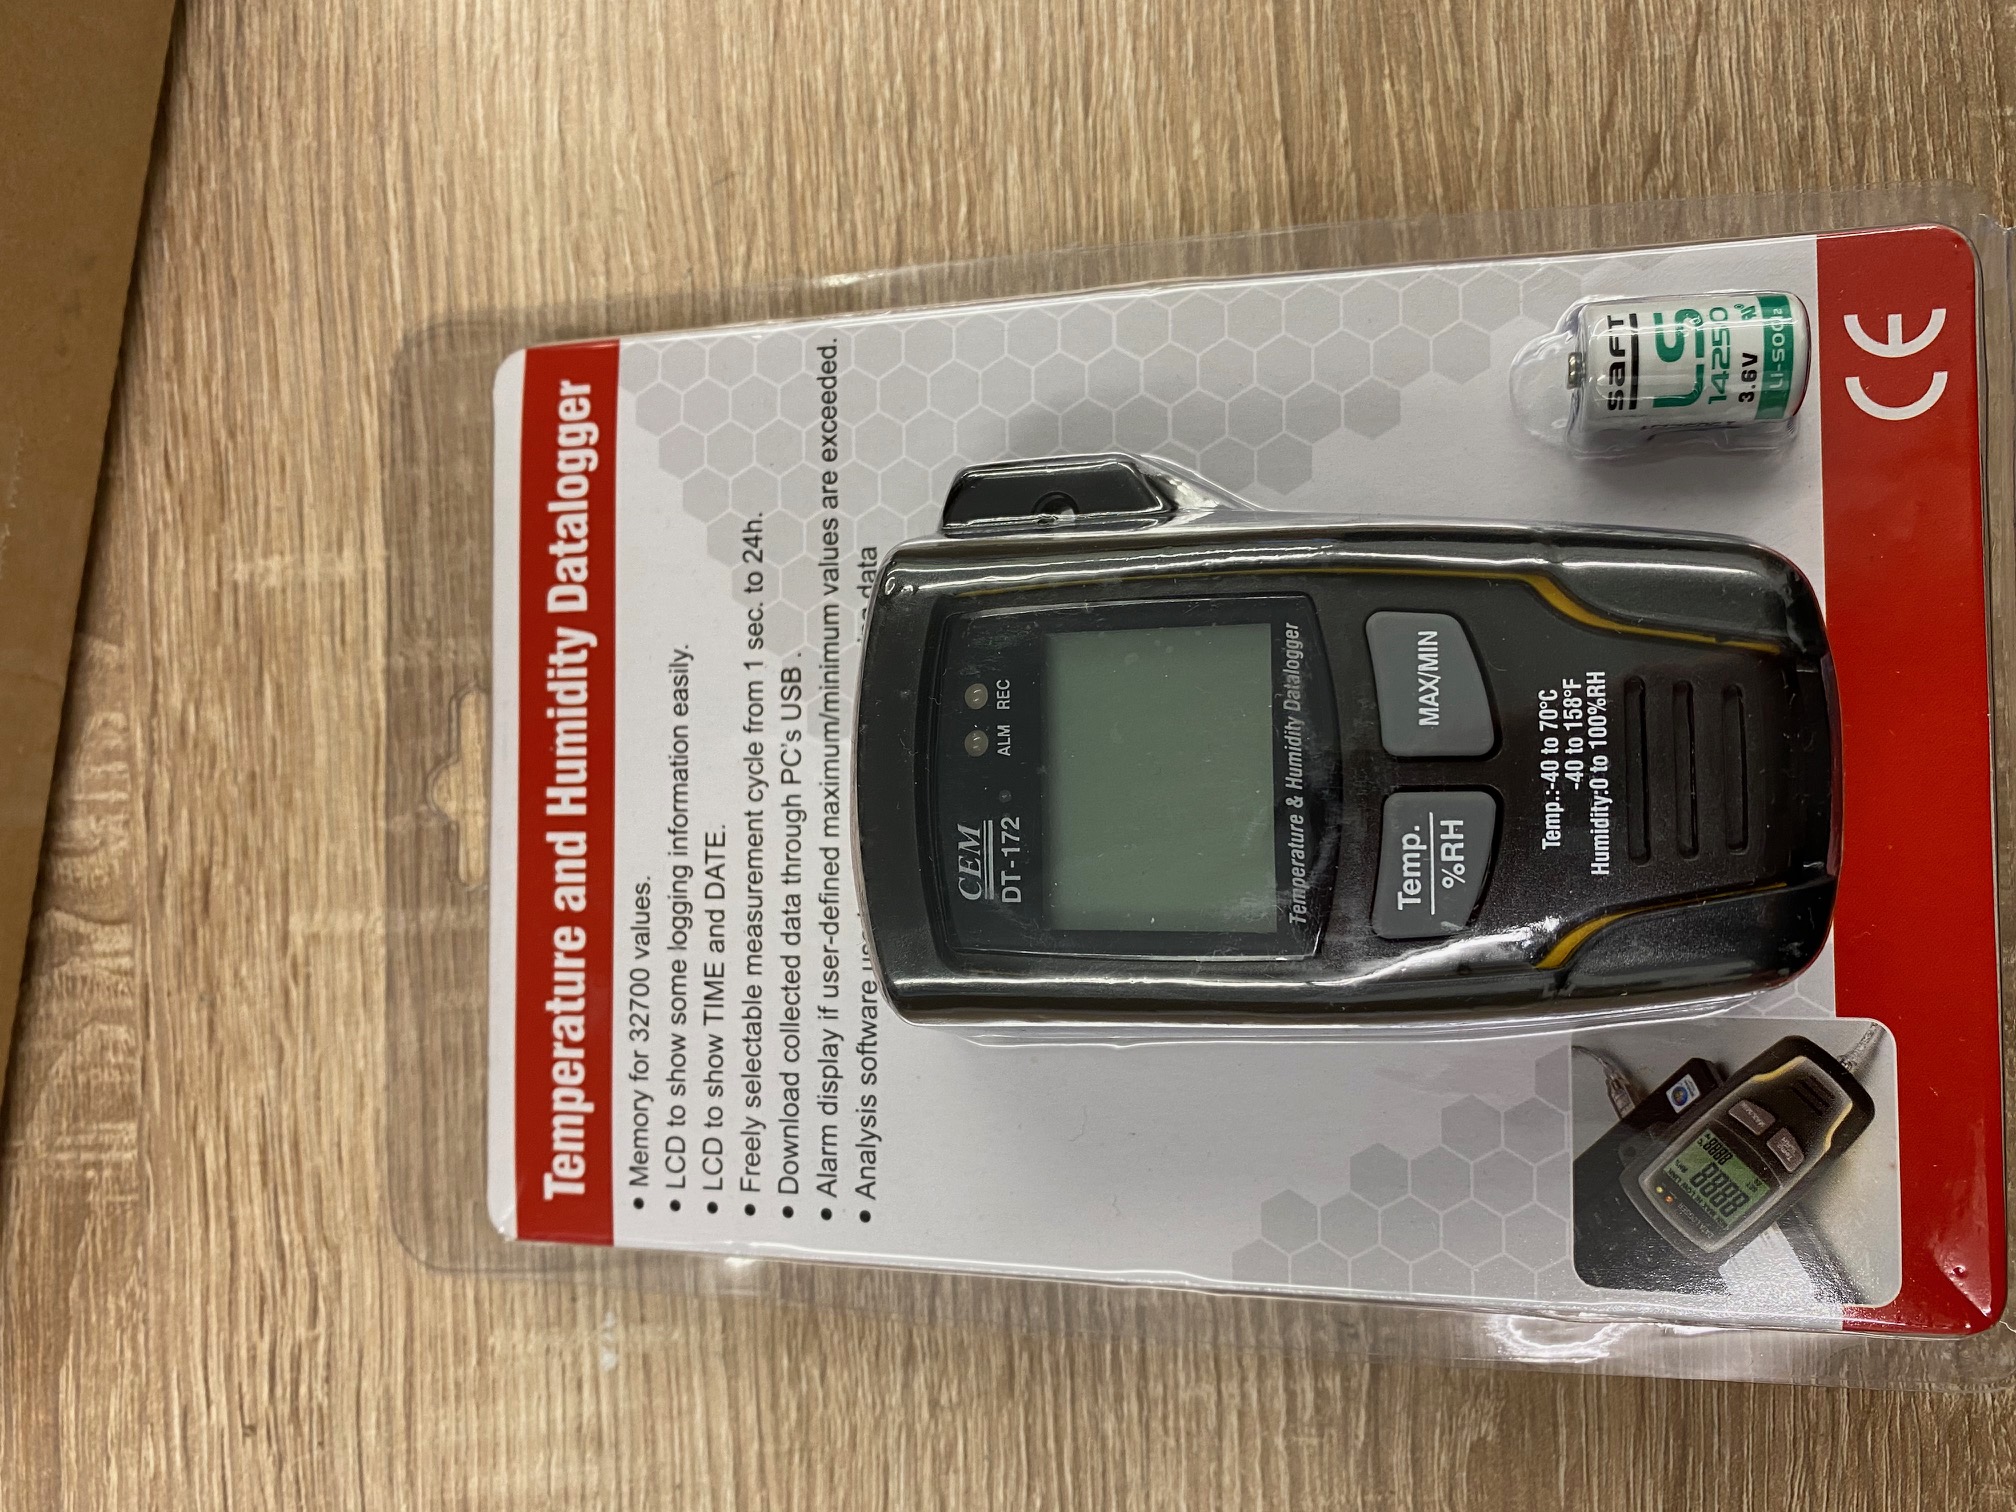 Temperature and Humidity Datalogger
• Memory for 32700 values.
• LCD to show some logging information easily.
• LCD to show TIME and DATE.
• Freely selectable measurement cycle from 1 sec. to 24h.
• Download collected data through PC's USB .
• Alarm display if user-defined maximum/minimum values are exceeded.
• Analysis software data
CEM
DT-172
ALM REC
Temperature & Humidity Datalogger
Temp.
%RH
MAX/MIN
Temp.:-40 to 70°C
-40 to 158°F
Humidity:0 to 100%RH
saft
LS
14250
3.6V
Li-SOCl₂
CE